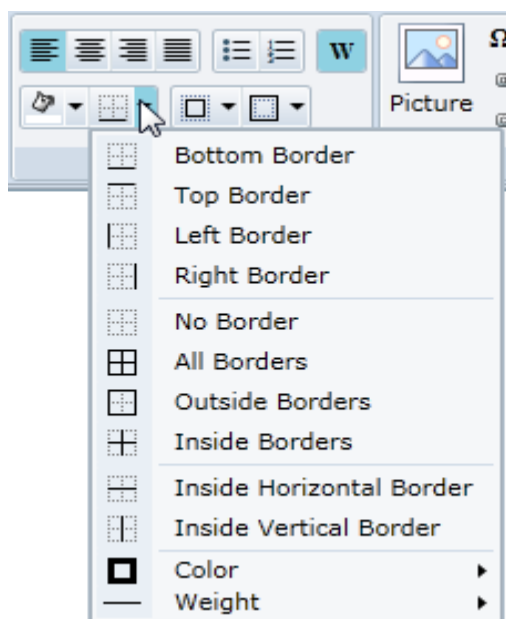 W
Ω
Picture
Bottom Border
Top Border
Left Border
Right Border
No Border
All Borders
Outside Borders
Inside Borders
Inside Horizontal Border
Inside Vertical Border
Color
Weight